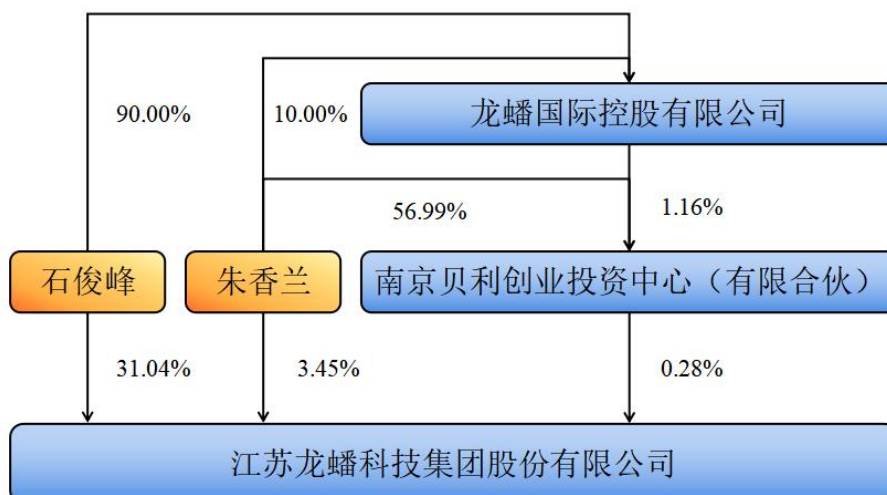 90.00%
10.00%
龙蟠国际控股有限公司
56.99%
1.16%
石俊峰
朱香兰
南京贝利创业投资中心（有限合伙）
31.04%
3.45%
0.28%
江苏龙蟠科技集团股份有限公司